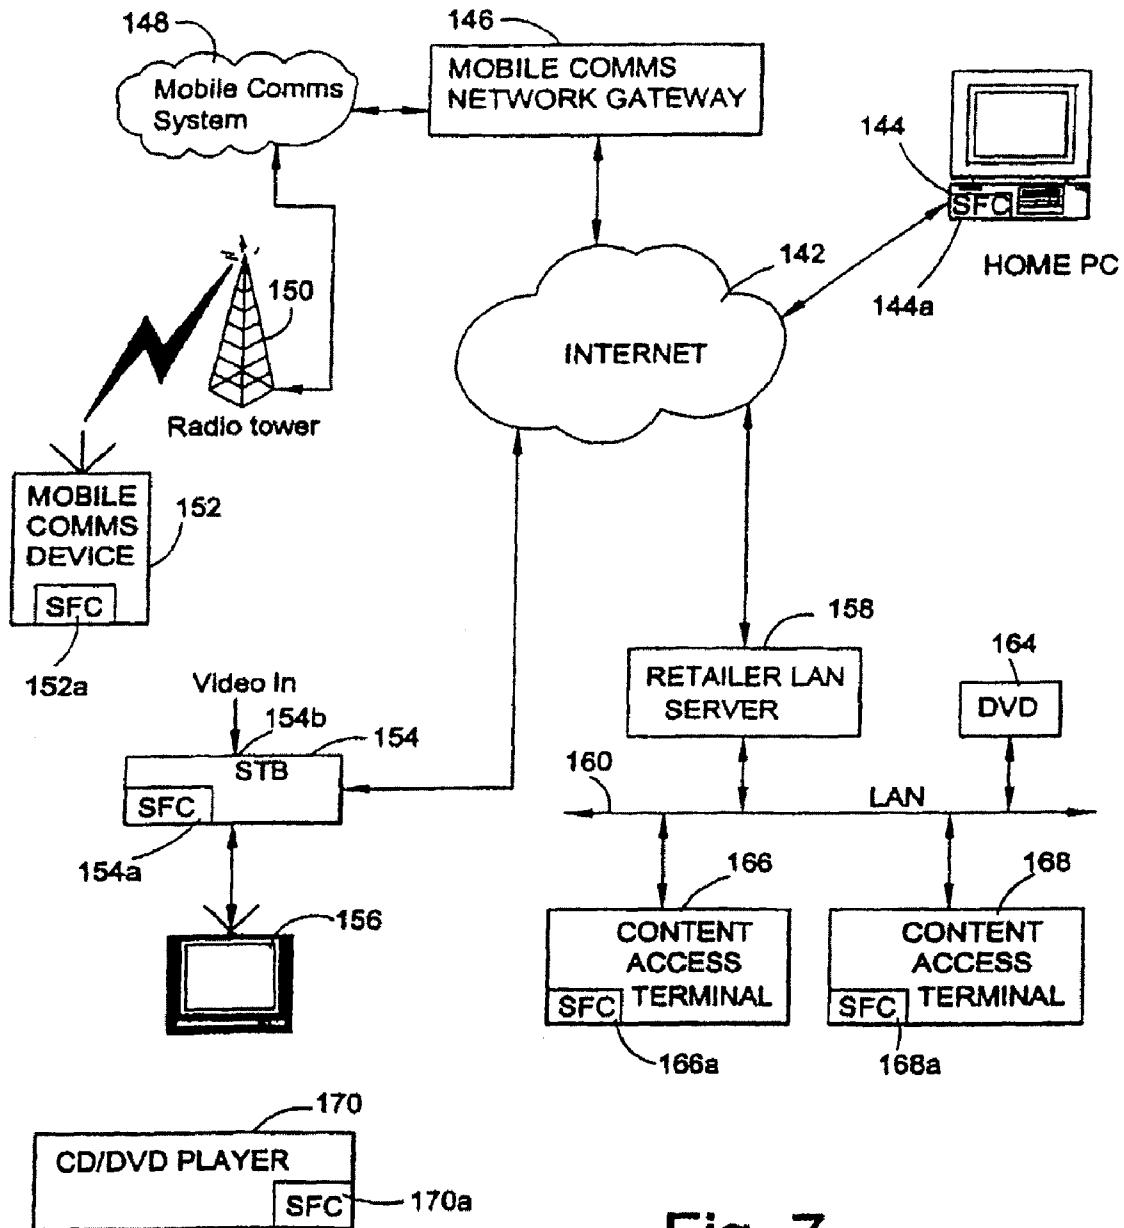 148
146
Mobile Comms
System
MOBILE COMMS
NETWORK GATEWAY
144
SFC
HOME PC
144a
142
INTERNET
150
Radio tower
MOBILE
COMMS
DEVICE
SFC
152
152a
Video In
154b
154
STB
SFC
154a
156
158
RETAILER LAN
SERVER
164
DVD
160
LAN
166
CONTENT
ACCESS
TERMINAL
SFC
166a
168
CONTENT
ACCESS
TERMINAL
SFC
168a
170
CD/DVD PLAYER
SFC
170a